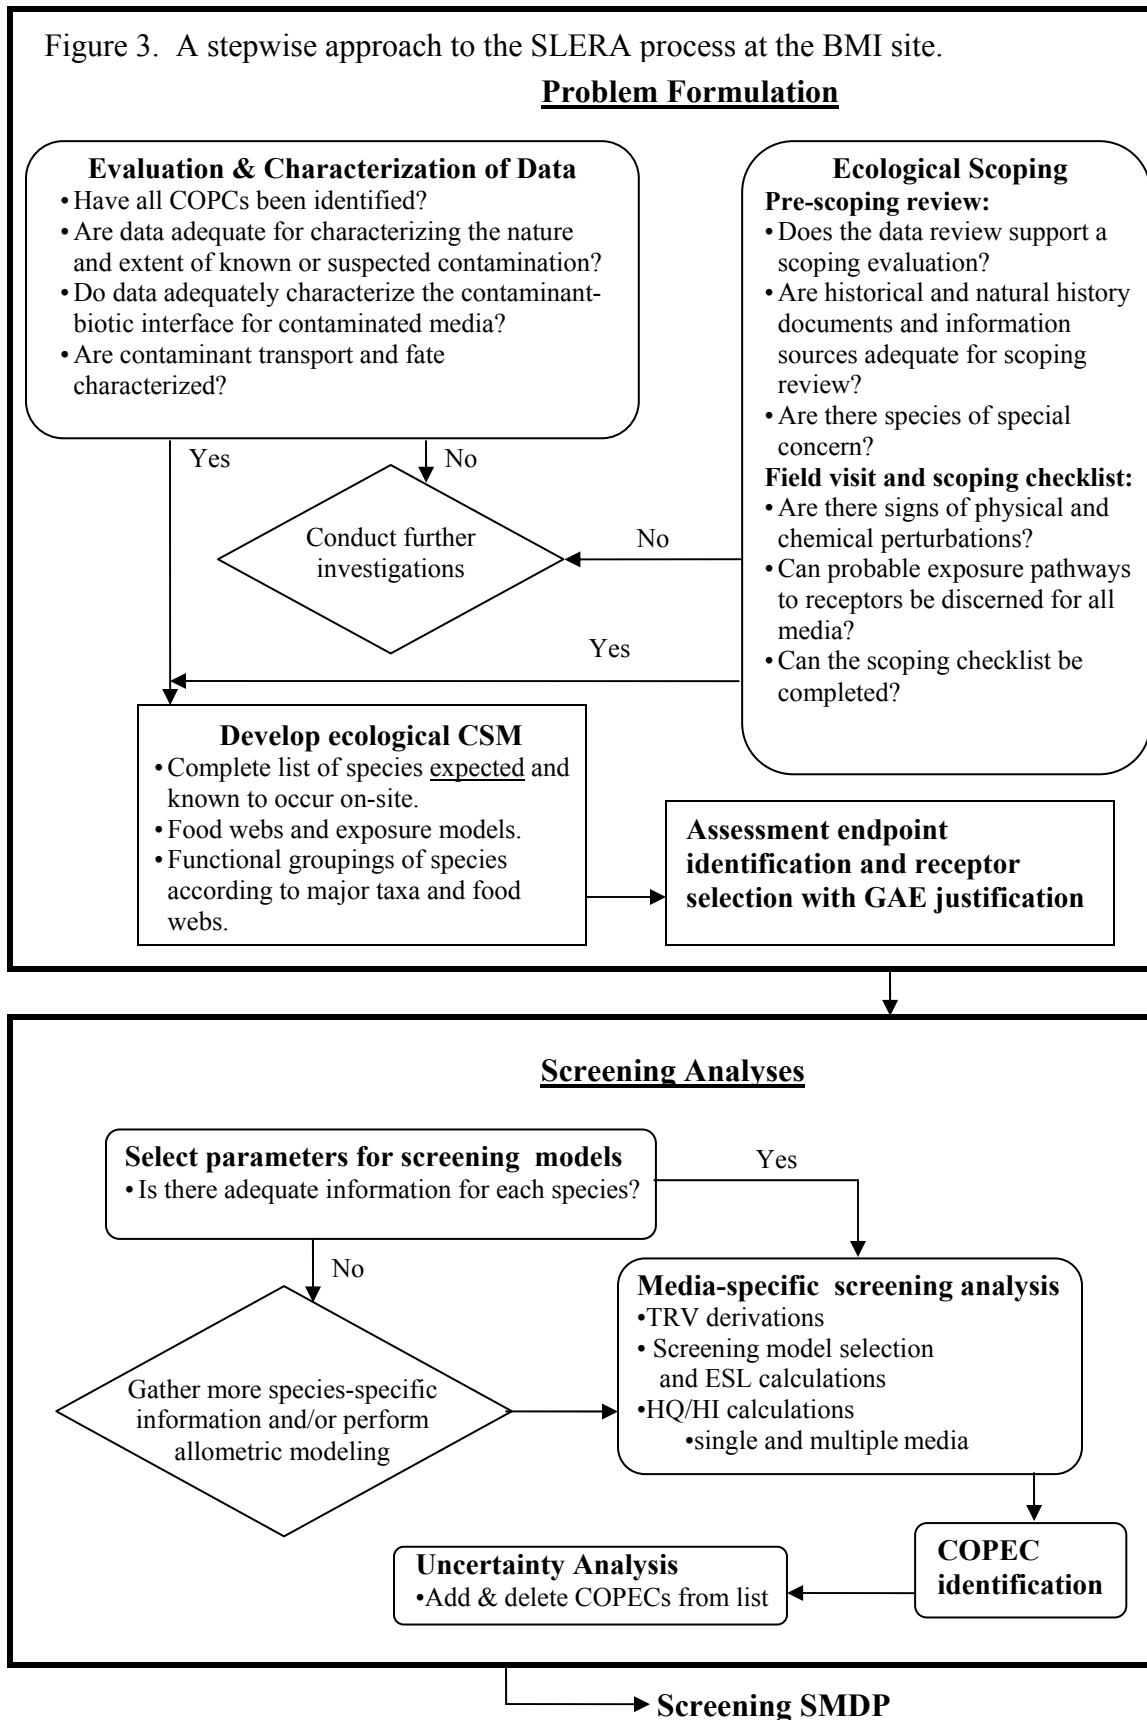 Figure 3.  A stepwise approach to the SLERA process at the BMI site.
Problem Formulation
Evaluation & Characterization of Data
• Have all COPCs been identified?
• Are data adequate for characterizing the nature
and extent of known or suspected contamination?
• Do data adequately characterize the contaminant-
biotic interface for contaminated media?
• Are contaminant transport and fate
characterized?
Ecological Scoping
Pre-scoping review:
• Does the data review support a
scoping evaluation?
• Are historical and natural history
documents and information
sources adequate for scoping
review?
• Are there species of special
concern?
Field visit and scoping checklist:
• Are there signs of physical and
chemical perturbations?
• Can probable exposure pathways
to receptors be discerned for all
media?
• Can the scoping checklist be
completed?
Yes
No
Conduct further
investigations
No
Yes
Develop ecological CSM
• Complete list of species expected and
known to occur on-site.
• Food webs and exposure models.
• Functional groupings of species
according to major taxa and food
webs.
Assessment endpoint
identification and receptor
selection with GAE justification
Screening Analyses
Select parameters for screening  models
• Is there adequate information for each species?
Yes
No
Gather more species-specific
information and/or perform
allometric modeling
Media-specific  screening analysis
•TRV derivations
• Screening model selection
and ESL calculations
•HQ/HI calculations
•single and multiple media
COPEC
identification
Uncertainty Analysis
•Add & delete COPECs from list
Screening SMDP